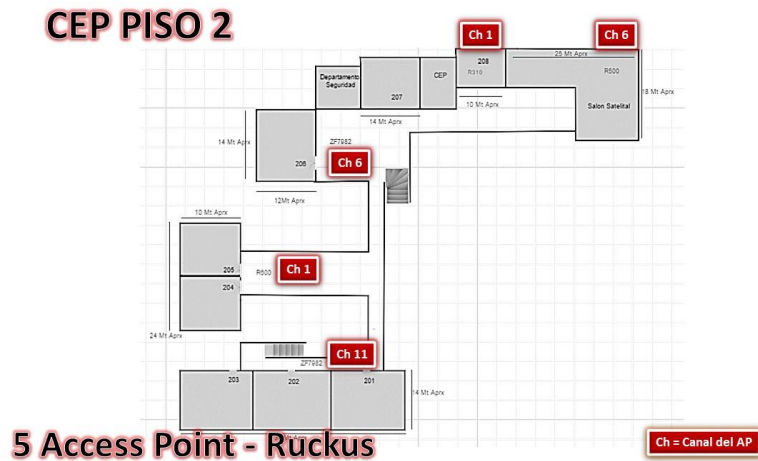 CEP PISO 2
Ch 1
Ch 6
208
25 Mt Aprx
Departamento
Seguridad
CEP
R310
R500
207
10 Mt Aprx
18 Mt Aprx
Salon Satelital
14 Mt Aprx
14 Mt Aprx
ZF7982
206
Ch 6
12Mt Aprx
10 Mt Aprx
205
R600
Ch 1
204
24 Mt Aprx
Ch 11
ZF7982
203
202
201
14 Mt Aprx
5 Access Point - Ruckus
Ch = Canal del AP